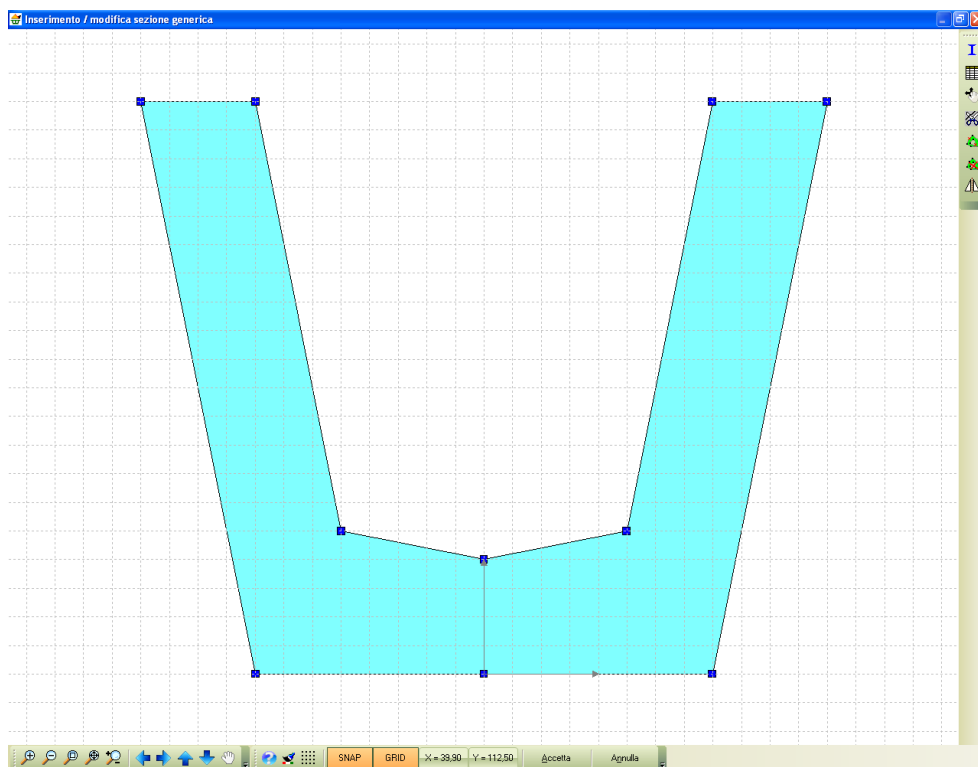 Inserimento / modifica sezione generica
SNAP GRID X = 39,90 Y = 112,50 Accetta Annulla